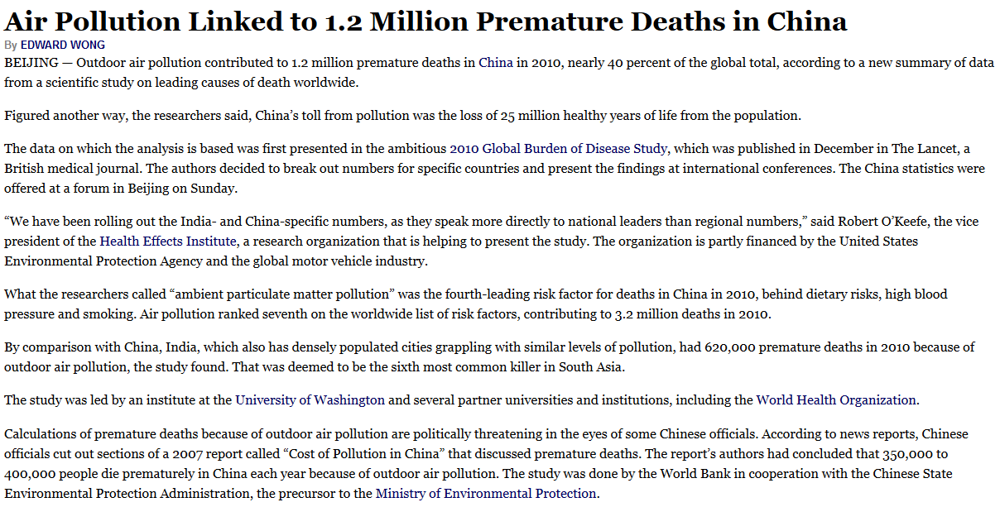 Air Pollution Linked to 1.2 Million Premature Deaths in China
By EDWARD WONG
BEIJING — Outdoor air pollution contributed to 1.2 million premature deaths in China in 2010, nearly 40 percent of the global total, according to a new summary of data
from a scientific study on leading causes of death worldwide.
Figured another way, the researchers said, China’s toll from pollution was the loss of 25 million healthy years of life from the population.
The data on which the analysis is based was first presented in the ambitious 2010 Global Burden of Disease Study, which was published in December in The Lancet, a
British medical journal. The authors decided to break out numbers for specific countries and present the findings at international conferences. The China statistics were
offered at a forum in Beijing on Sunday.
“We have been rolling out the India- and China-specific numbers, as they speak more directly to national leaders than regional numbers,” said Robert O’Keefe, the vice
president of the Health Effects Institute, a research organization that is helping to present the study. The organization is partly financed by the United States
Environmental Protection Agency and the global motor vehicle industry.
What the researchers called “ambient particulate matter pollution” was the fourth-leading risk factor for deaths in China in 2010, behind dietary risks, high blood
pressure and smoking. Air pollution ranked seventh on the worldwide list of risk factors, contributing to 3.2 million deaths in 2010.
By comparison with China, India, which also has densely populated cities grappling with similar levels of pollution, had 620,000 premature deaths in 2010 because of
outdoor air pollution, the study found. That was deemed to be the sixth most common killer in South Asia.
The study was led by an institute at the University of Washington and several partner universities and institutions, including the World Health Organization.
Calculations of premature deaths because of outdoor air pollution are politically threatening in the eyes of some Chinese officials. According to news reports, Chinese
officials cut out sections of a 2007 report called “Cost of Pollution in China” that discussed premature deaths. The report’s authors had concluded that 350,000 to
400,000 people die prematurely in China each year because of outdoor air pollution. The study was done by the World Bank in cooperation with the Chinese State
Environmental Protection Administration, the precursor to the Ministry of Environmental Protection.